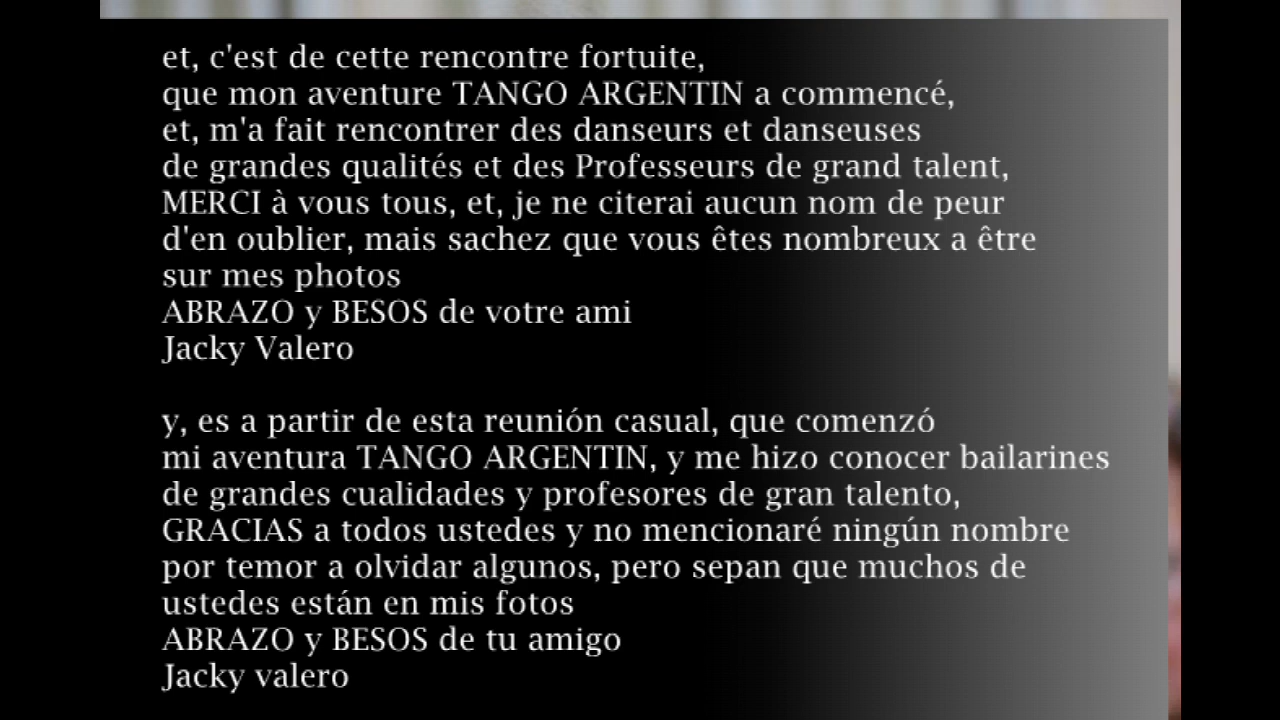 et, c'est de cette rencontre fortuite,
que mon aventure TANGO ARGENTIN a commencé,
et, m'a fait rencontrer des danseurs et danseuses
de grandes qualités et des Professeurs de grand talent,
MERCI à vous tous, et, je ne citerai aucun nom de peur
d'en oublier, mais sachez que vous êtes nombreux a être
sur mes photos
ABRAZO y BESOS de votre ami
Jacky Valero
y, es a partir de esta reunión casual, que comenzó
mi aventura TANGO ARGENTIN, y me hizo conocer bailarines
de grandes cualidades y profesores de gran talento,
GRACIAS a todos ustedes y no mencionaré ningún nombre
por temor a olvidar algunos, pero sepan que muchos de
ustedes están en mis fotos
ABRAZO y BESOS de tu amigo
Jacky valero